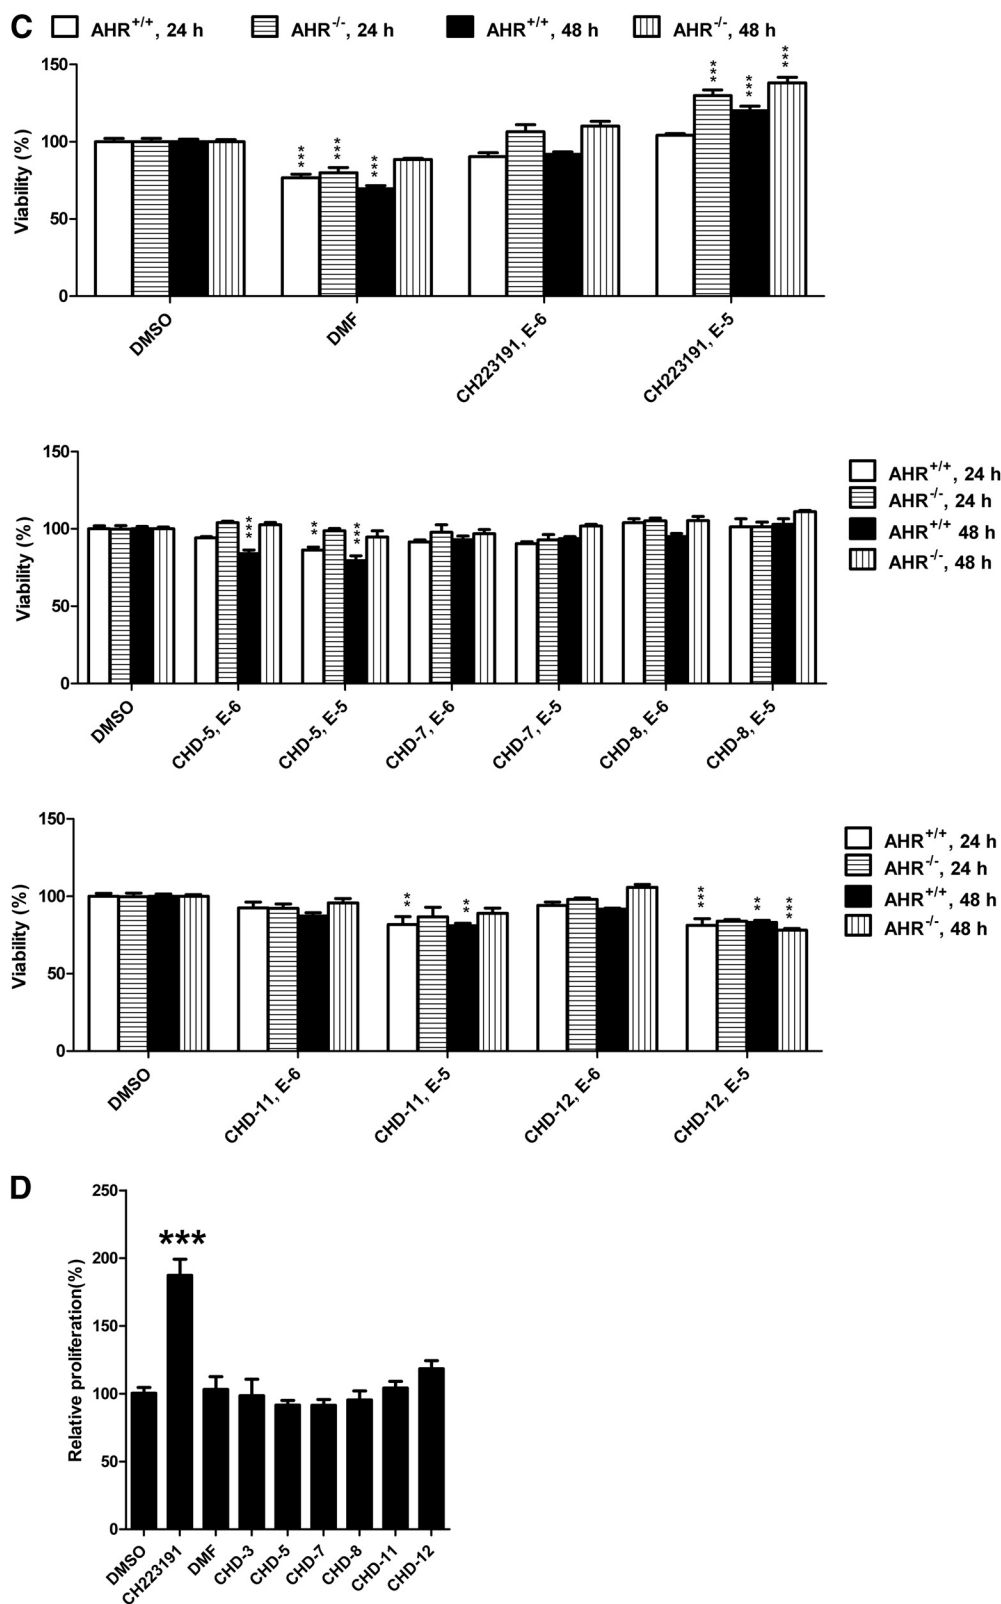 C
AHR+/+, 24 h
AHR-/-, 24 h
AHR+/+, 48 h
AHR-/-, 48 h
150
100
50
0
Viability (%)
***
***
***
***
***
***
DMSO
DMF
CH223191, E-6
CH223191, E-5
150
100
50
0
Viability (%)
***
**
***
DMSO
CHD-5, E-6
CHD-5, E-5
CHD-7, E-6
CHD-7, E-5
CHD-8, E-6
CHD-8, E-5
AHR+/+, 24 h
AHR-/-, 24 h
AHR+/+ 48 h
AHR-/-, 48 h
150
100
50
0
Viability (%)
**
**
***
**
***
DMSO
CHD-11, E-6
CHD-11, E-5
CHD-12, E-6
CHD-12, E-5
AHR+/+, 24 h
AHR-/-, 24 h
AHR+/+, 48 h
AHR-/-, 48 h
D
250
200
150
100
50
0
Relative proliferation(%)
***
DMSO
CH223191
DMF
CHD-3
CHD-5
CHD-7
CHD-8
CHD-11
CHD-12